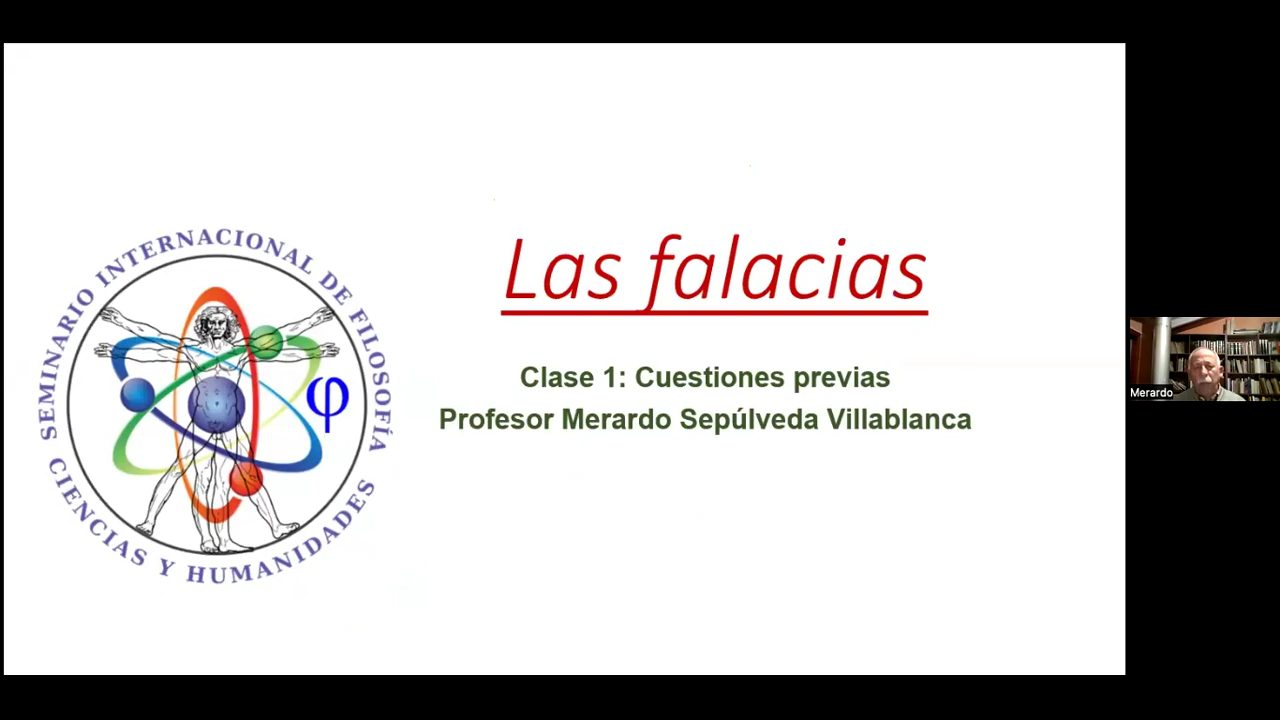 SEMINARIO INTERNACIONAL DE FILOSOFÍA
CIENCIAS Y HUMANIDADES
φ
Las falacias
Clase 1: Cuestiones previas
Profesor Merardo Sepúlveda Villablanca
Merardo